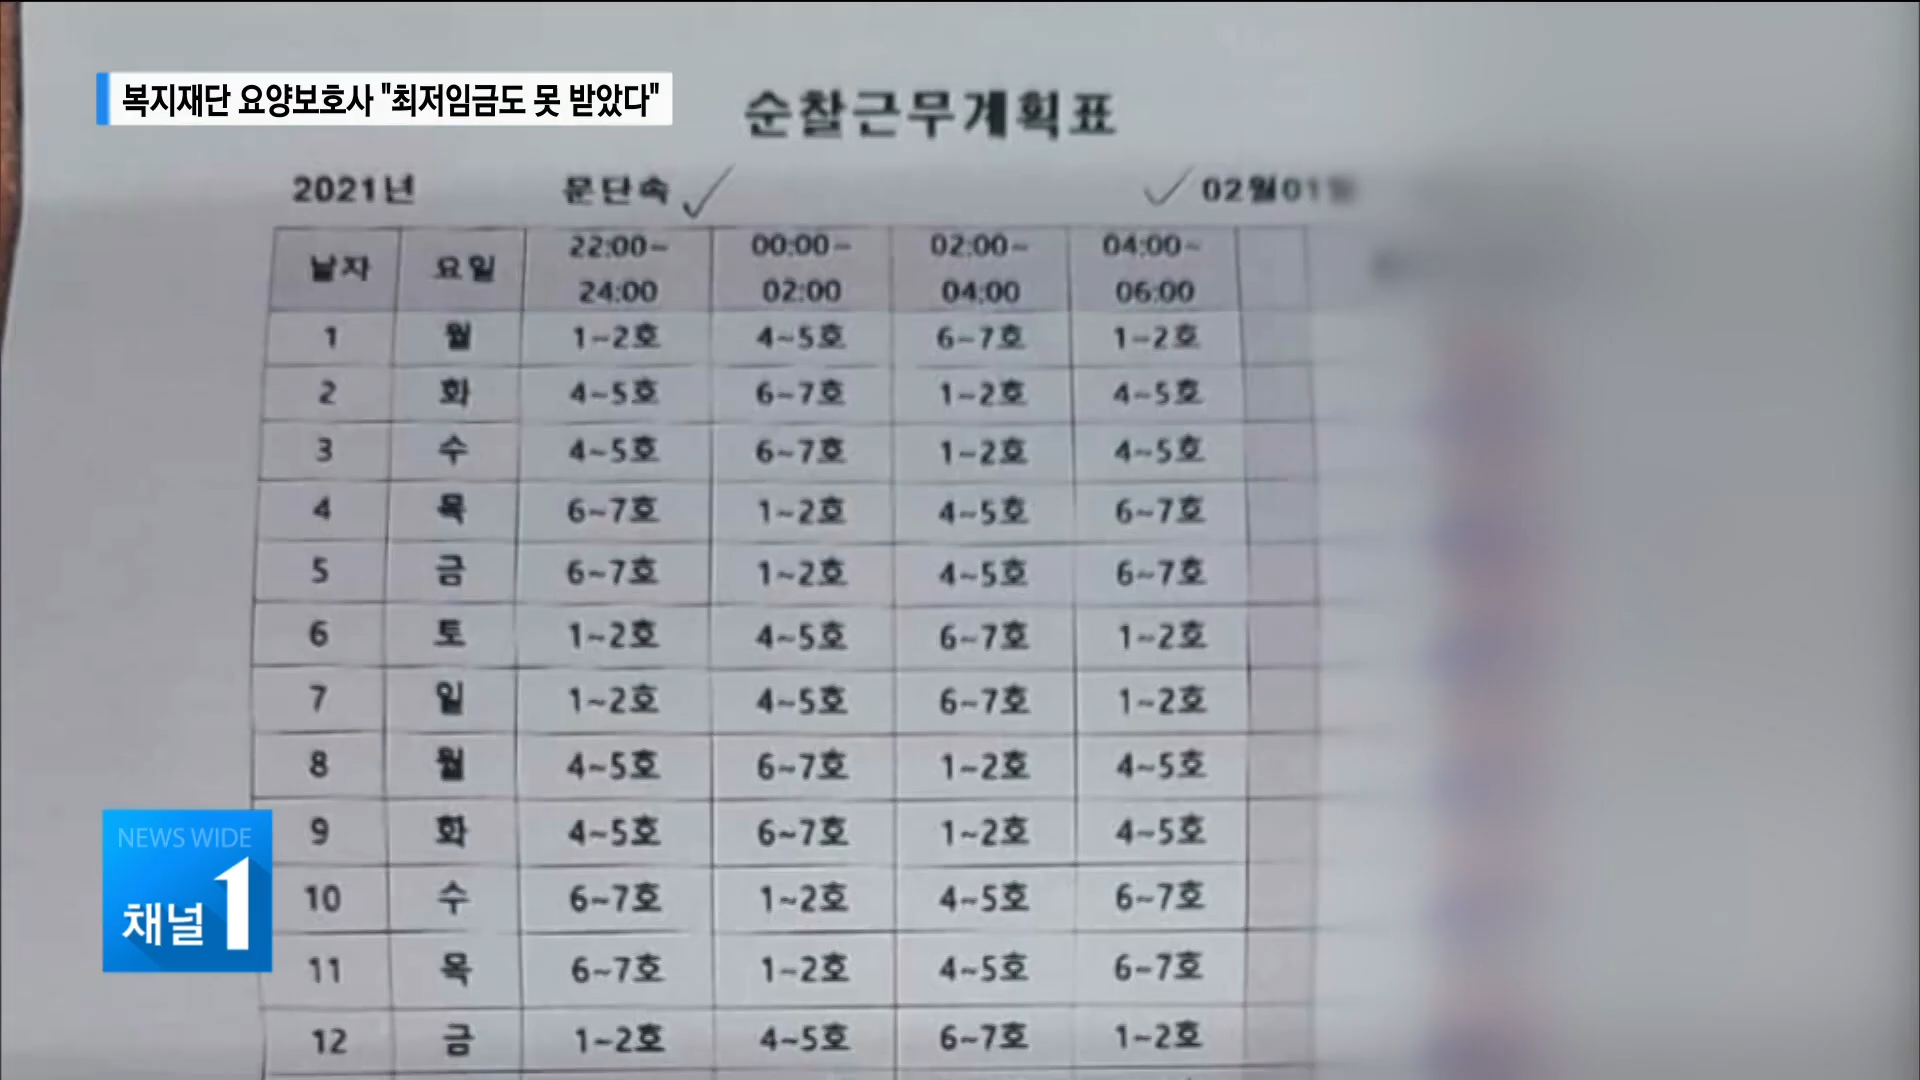 복지재단 요양보호사 "최저임금도 못 받았다"
순찰근무계획표
2021년 문단속 02월01일
날자 요일 22:00~24:00 00:00~02:00 02:00~04:00 04:00~06:00
1 월 1~2호 4~5호 6~7호 1~2호
2 화 4~5호 6~7호 1~2호 4~5호
3 수 4~5호 6~7호 1~2호 4~5호
4 목 6~7호 1~2호 4~5호 6~7호
5 금 6~7호 1~2호 4~5호 6~7호
6 토 1~2호 4~5호 6~7호 1~2호
7 일 1~2호 4~5호 6~7호 1~2호
8 월 4~5호 6~7호 1~2호 4~5호
9 화 4~5호 6~7호 1~2호 4~5호
10 수 6~7호 1~2호 4~5호 6~7호
11 목 6~7호 1~2호 4~5호 6~7호
12 금 1~2호 4~5호 6~7호 1~2호
NEWS WIDE
채널 1